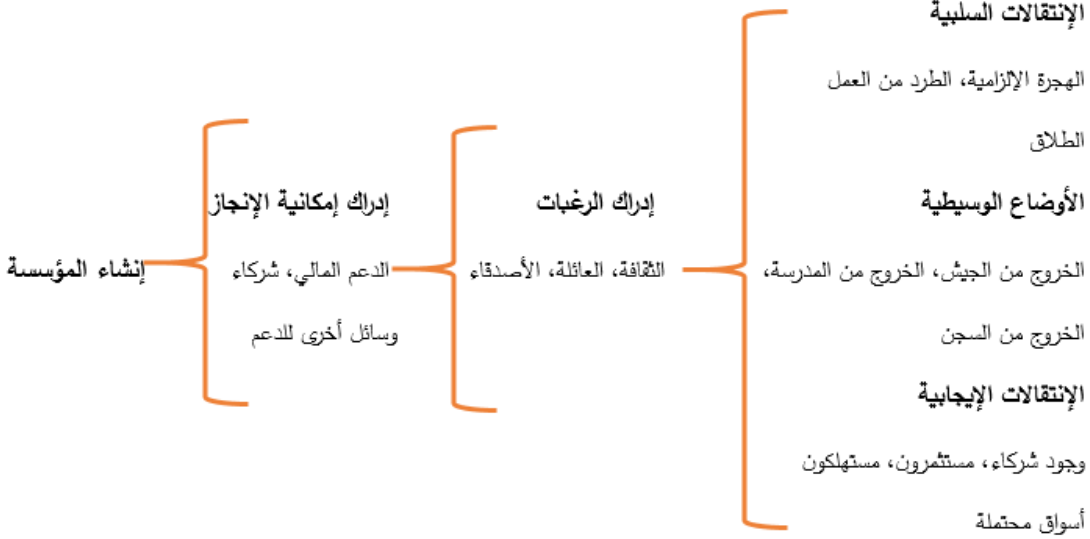 الإنتقالات السلبية
الهجرة الإلزامية، الطرد من العمل
الطلاق
الأوضاع الوسيطية
الخروج من الجيش، الخروج من المدرسة،
الخروج من السجن
الإنتقالات الإيجابية
وجود شركاء، مستثمرون، مستهلكون
أسواق محتملة
إدراك الرغبات
الثقافة، العائلة، الأصدقاء
إدراك إمكانية الإنجاز
الدعم المالي، شركاء
وسائل أخرى للدعم
إنشاء المؤسسة